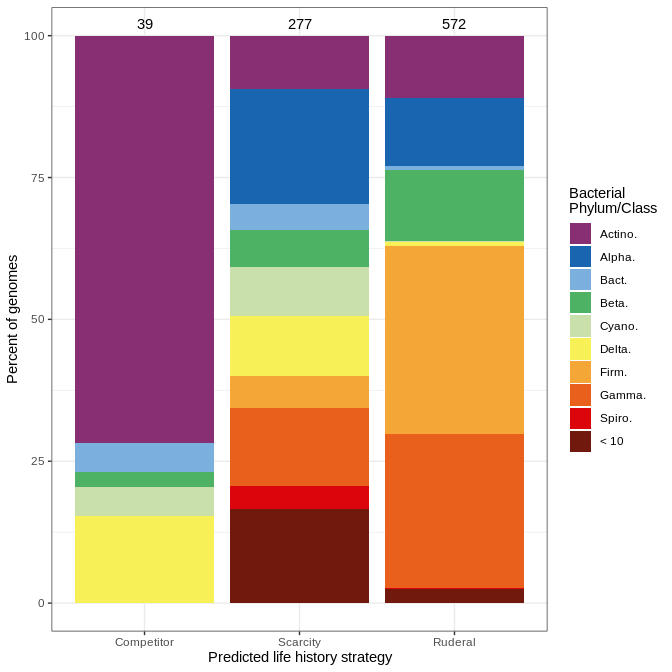 39 277 572
100
75
50
25
0
Percent of genomes
Competitor Scarcity Ruderal
Predicted life history strategy
Bacterial
Phylum/Class
Actino.
Alpha.
Bact.
Beta.
Cyano.
Delta.
Firm.
Gamma.
Spiro.
< 10